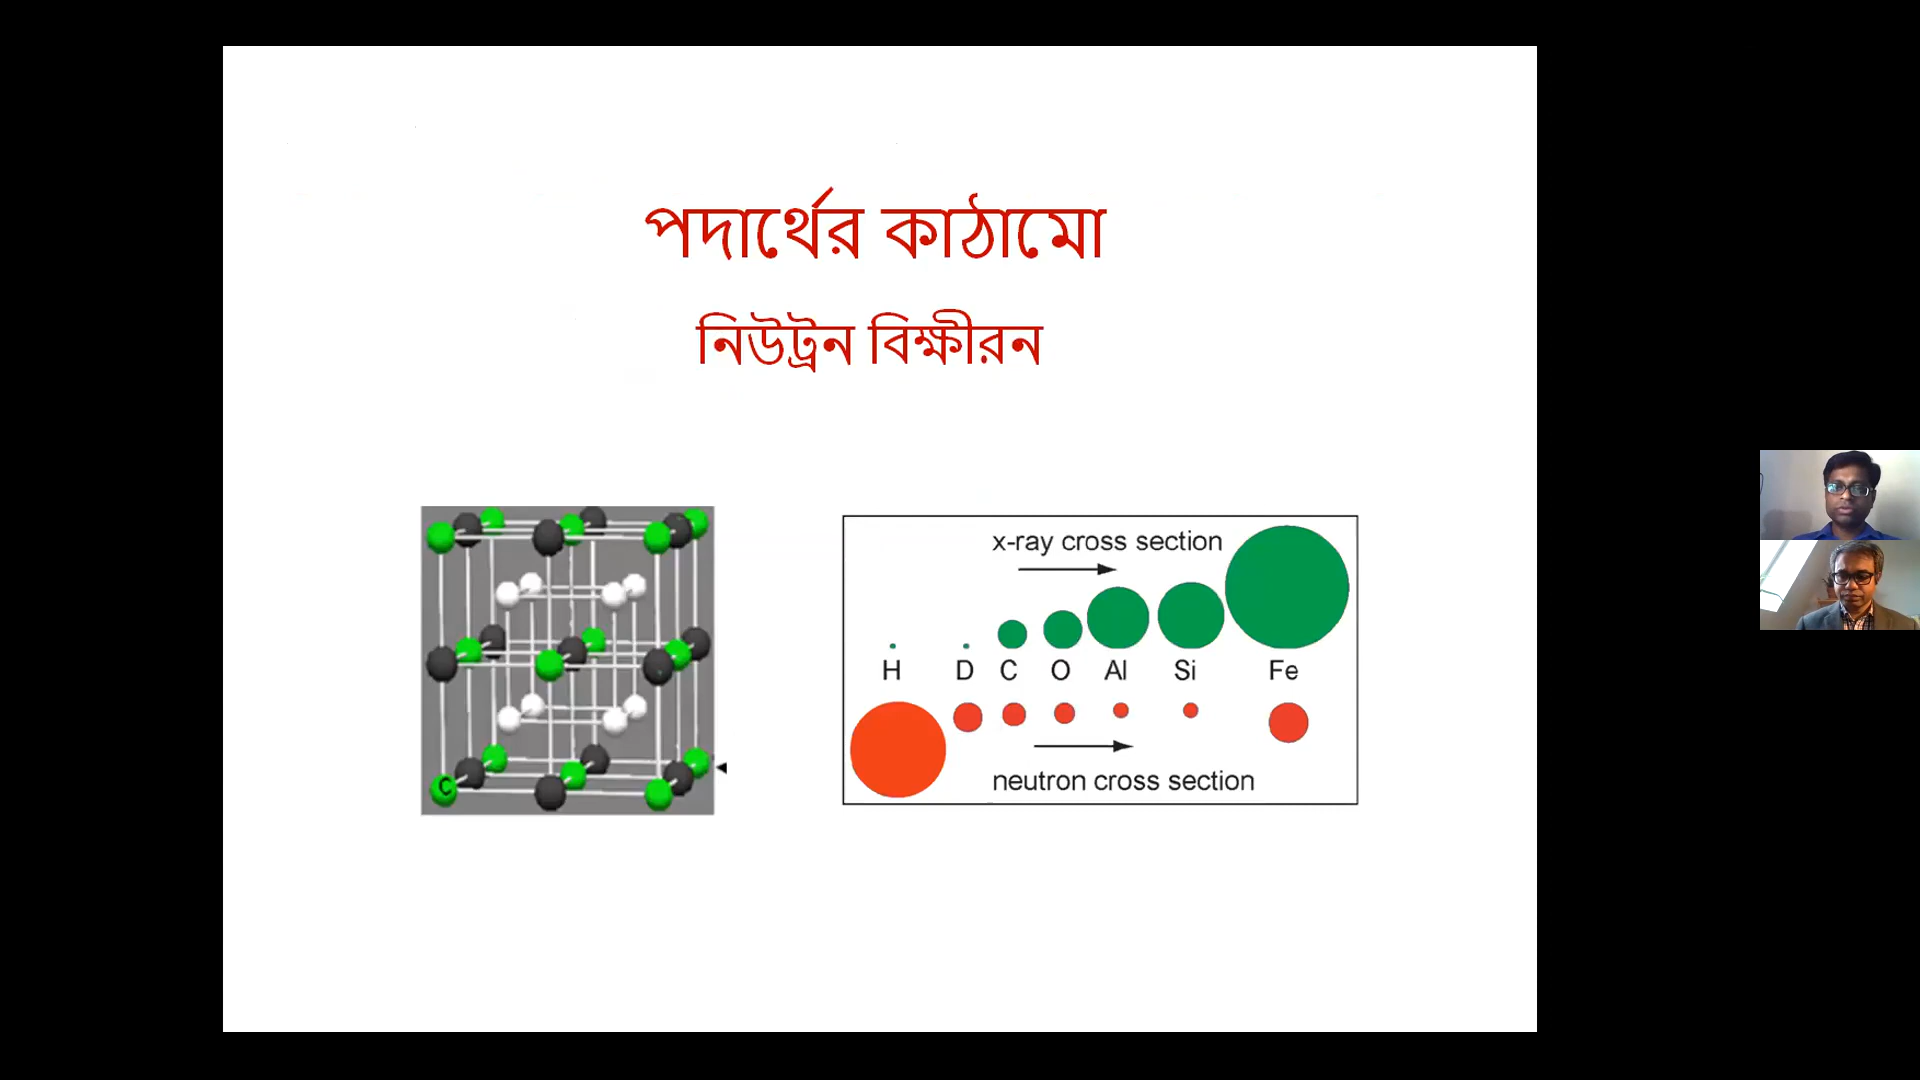 পদার্থের কাঠামো
নিউট্রন বিক্ষীরন
x-ray cross section
H D C O Al Si Fe
neutron cross section
C